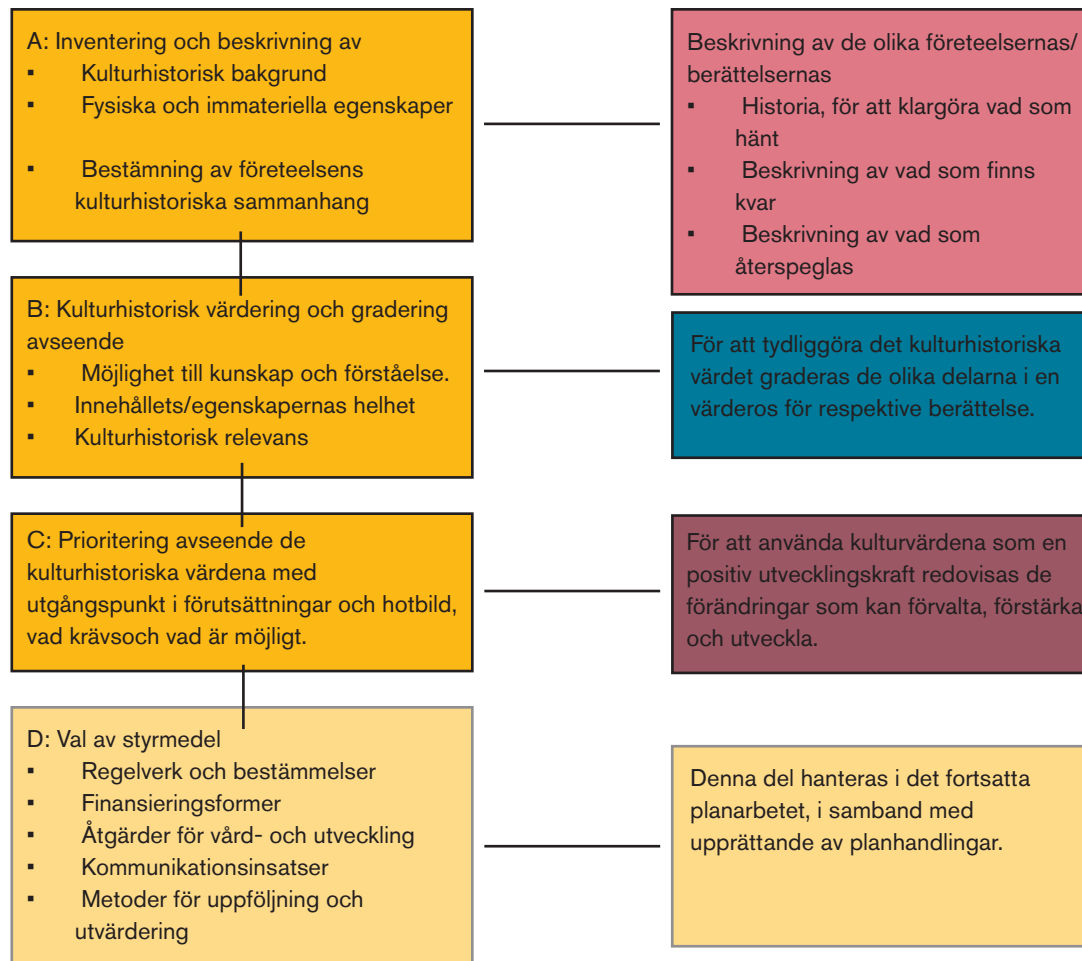 A: Inventering och beskrivning av
▪ Kulturhistorisk bakgrund
▪ Fysiska och immateriella egenskaper
▪ Bestämning av företeelsens
kulturhistoriska sammanhang
Beskrivning av de olika företeelsernas/
berättelsernas
▪ Historia, för att klargöra vad som
hänt
▪ Beskrivning av vad som finns
kvar
▪ Beskrivning av vad som
återspeglas
B: Kulturhistorisk värdering och gradering
avseende
▪ Möjlighet till kunskap och förståelse.
▪ Innehållets/egenskapernas helhet
▪ Kulturhistorisk relevans
För att tydliggöra det kulturhistoriska
värdet graderas de olika delarna i en
värderos för respektive berättelse.
C: Prioritering avseende de
kulturhistoriska värdena med
utgångspunkt i förutsättningar och hotbild,
vad krävsoch vad är möjligt.
För att använda kulturvärdena som en
positiv utvecklingskraft redovisas de
förändringar som kan förvalta, förstärka
och utveckla.
D: Val av styrmedel
▪ Regelverk och bestämmelser
▪ Finansieringsformer
▪ Åtgärder för vård- och utveckling
▪ Kommunikationsinsatser
▪ Metoder för uppföljning och
utvärdering
Denna del hanteras i det fortsatta
planarbetet, i samband med
upprättande av planhandlingar.